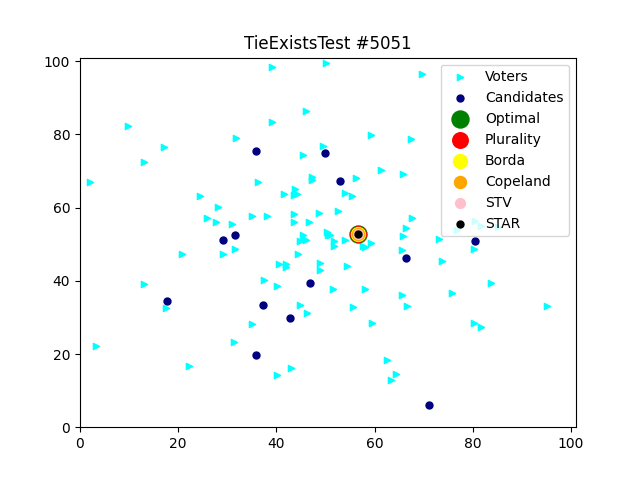 TieExistsTest #5051
Voters
Candidates
Optimal
Plurality
Borda
Copeland
STV
STAR
100
80
60
40
20
0
0 20 40 60 80 100